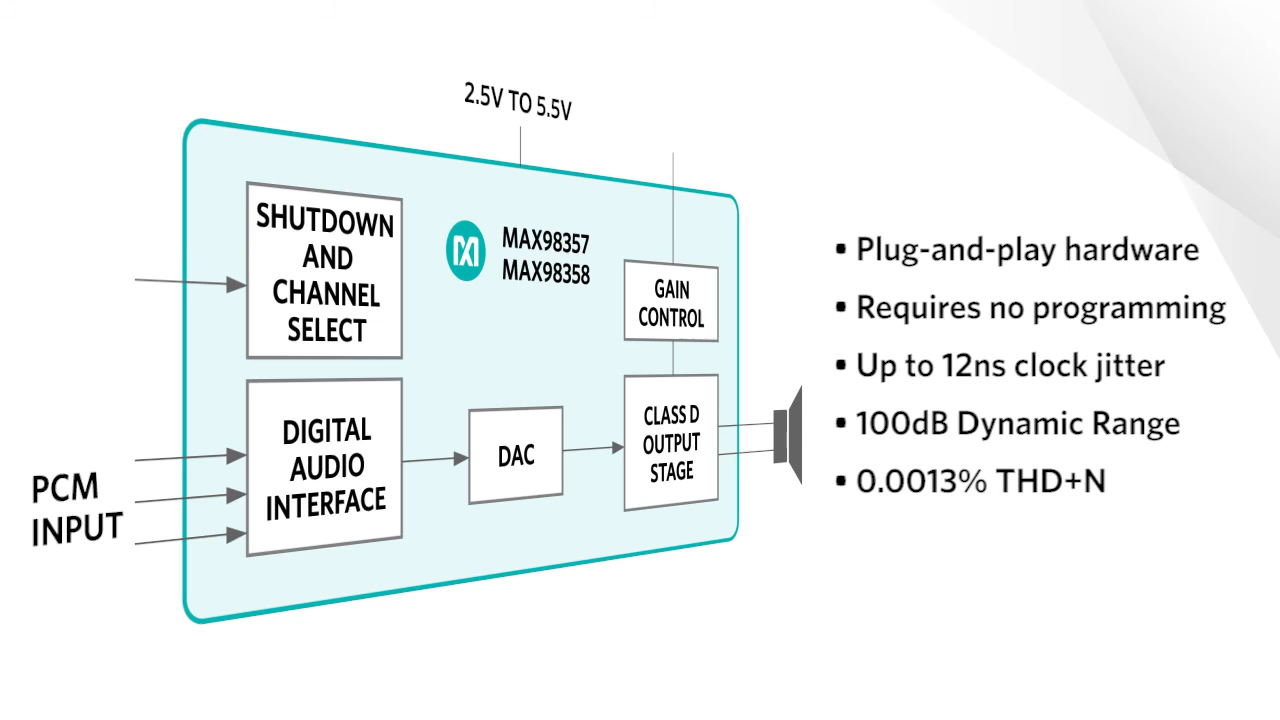 2.5V TO 5.5V
SHUTDOWN
AND
CHANNEL
SELECT
MAX98357
MAX98358
GAIN
CONTROL
DIGITAL
AUDIO
INTERFACE
DAC
CLASS D
OUTPUT
STAGE
PCM
INPUT
▪ Plug-and-play hardware
▪ Requires no programming
▪ Up to 12ns clock jitter
▪ 100dB Dynamic Range
▪ 0.0013% THD+N